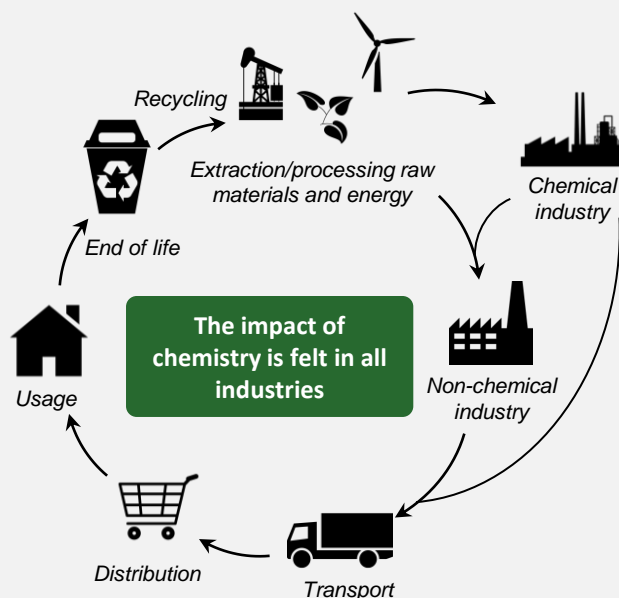 Recycling
Extraction/processing raw
materials and energy
Chemical
industry
Non-chemical
industry
Transport
Distribution
Usage
End of life
The impact of
chemistry is felt in all
industries